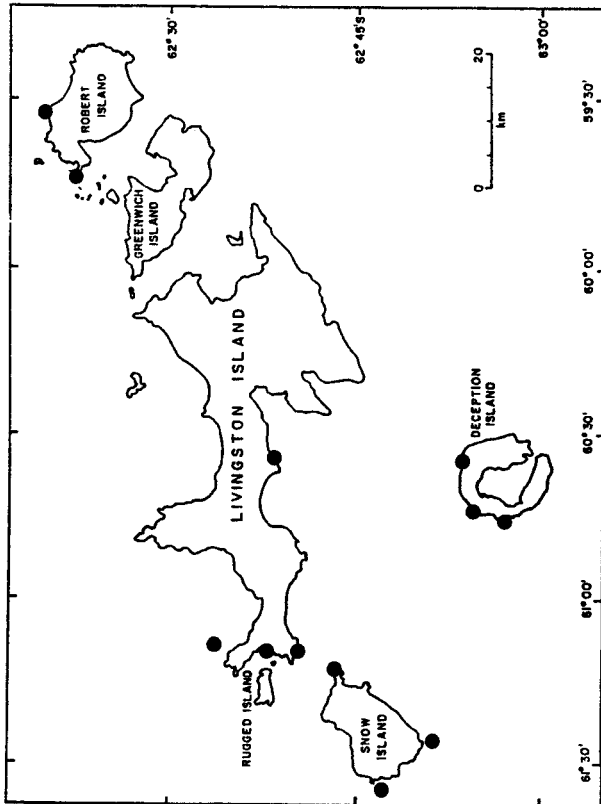 ROBERT
ISLAND
GREENWICH
ISLAND
LIVINGSTON ISLAND
RUGGED ISLAND
SNOW
ISLAND
DECEPTION
ISLAND
62° 30'
62° 45'S
63° 00'
61° 30'
61° 00'
60° 30'
60° 00'
59° 30'
0
20
km